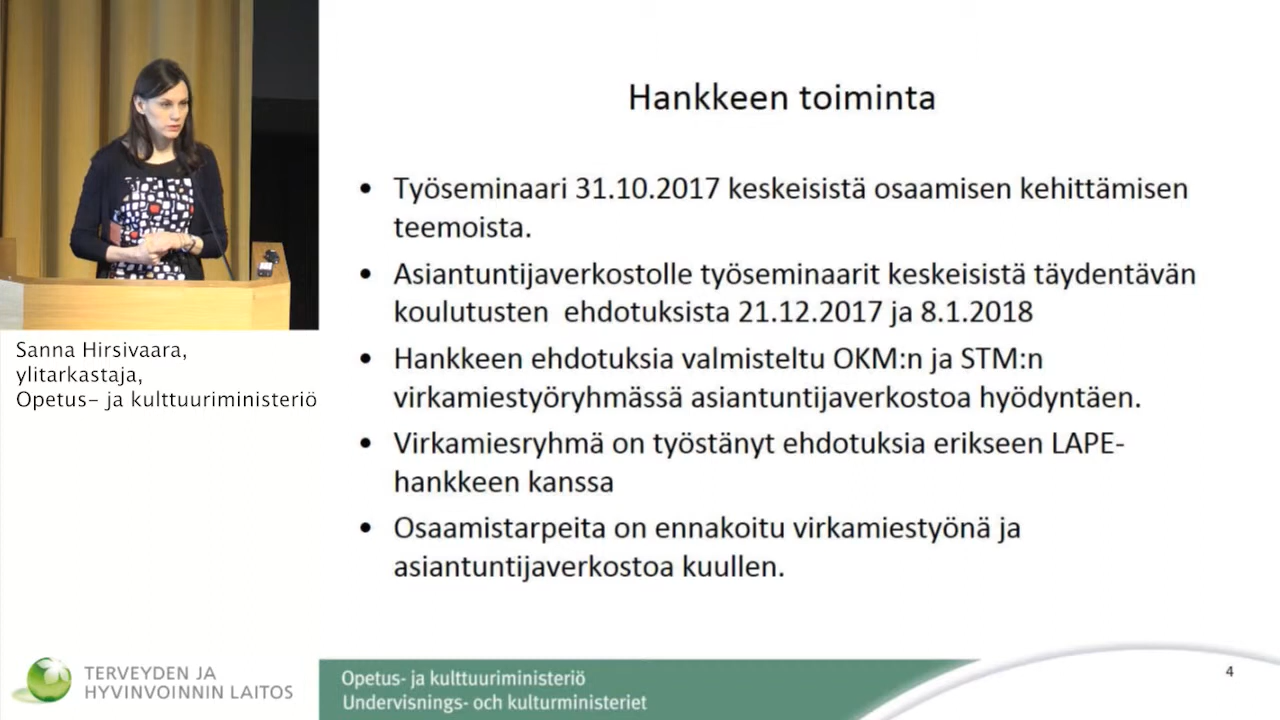 Hankkeen toiminta
• Työseminaari 31.10.2017 keskeisistä osaamisen kehittämisen
teemoista.
• Asiantuntijaverkostolle työseminaarit keskeisistä täydentävän
koulutusten ehdotuksista 21.12.2017 ja 8.1.2018
• Hankkeen ehdotuksia valmisteltu OKM:n ja STM:n
virkamiestyöryhmässä asiantuntijaverkostoa hyödyntäen.
• Virkamiesryhmä on työstänyt ehdotuksia erikseen LAPE-
hankkeen kanssa
• Osaamistarpeita on ennakoitu virkamiestyönä ja
asiantuntijaverkostoa kuullen.
Sanna Hirsivaara,
ylitarkastaja,
Opetus- ja kulttuuriministeriö
TERVEYDEN JA
HYVINVOINNIN LAITOS
Opetus- ja kulttuuriministeriö
Undervisnings- och kulturministeriet
4